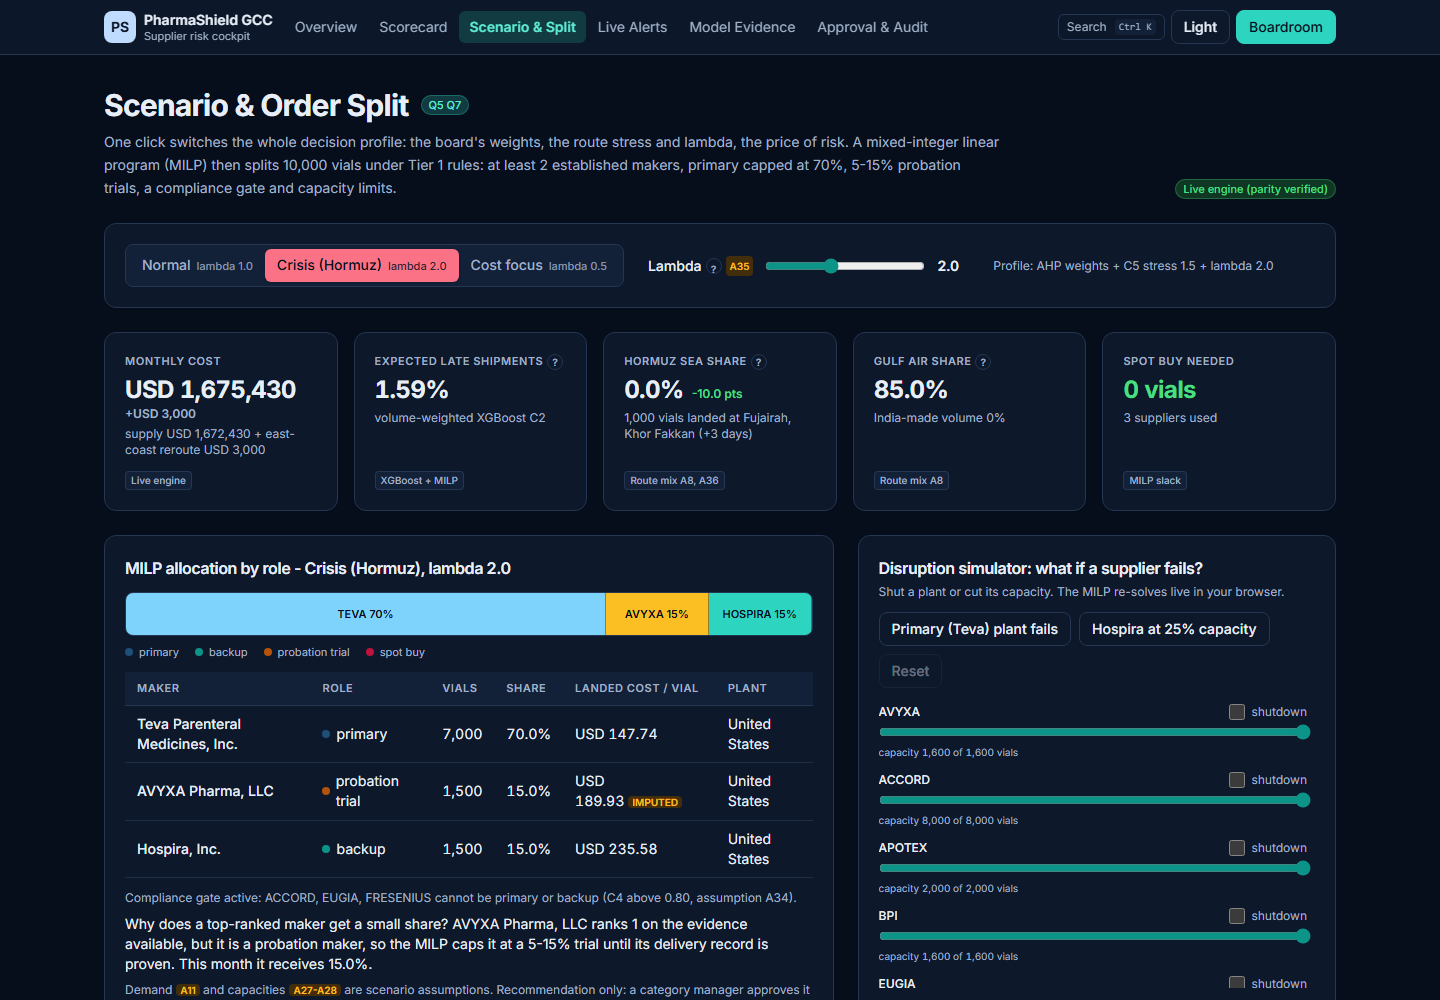 PS
PharmaShield GCC
Supplier risk cockpit
Overview
Scorecard
Scenario & Split
Live Alerts
Model Evidence
Approval & Audit
Search Ctrl K
Light
Boardroom
Scenario & Order Split
Q5 Q7
One click switches the whole decision profile: the board's weights, the route stress and lambda, the price of risk. A mixed-integer linear
program (MILP) then splits 10,000 vials under Tier 1 rules: at least 2 established makers, primary capped at 70%, 5-15% probation
trials, a compliance gate and capacity limits.
Live engine (parity verified)
Normal lambda 1.0
Crisis (Hormuz) lambda 2.0
Cost focus lambda 0.5
Lambda ? A35
2.0
Profile: AHP weights + C5 stress 1.5 + lambda 2.0
MONTHLY COST
USD 1,675,430
+USD 3,000
supply USD 1,672,430 + east-
coast reroute USD 3,000
Live engine
EXPECTED LATE SHIPMENTS ?
1.59%
volume-weighted XGBoost C2
XGBoost + MILP
HORMUZ SEA SHARE ?
0.0% -10.0 pts
1,000 vials landed at Fujairah,
Khor Fakkan (+3 days)
Route mix A8, A36
GULF AIR SHARE ?
85.0%
India-made volume 0%
Route mix A8
SPOT BUY NEEDED
0 vials
3 suppliers used
MILP slack
MILP allocation by role - Crisis (Hormuz), lambda 2.0
TEVA 70%
AVYXA 15%
HOSPIRA 15%
primary
backup
probation trial
spot buy
MAKER ROLE VIALS SHARE LANDED COST / VIAL PLANT
Teva Parenteral
Medicines, Inc.
primary
7,000
70.0%
USD 147.74
United
States
AVYXA Pharma, LLC
probation
trial
1,500
15.0%
USD
189.93 IMPUTED
United
States
Hospira, Inc.
backup
1,500
15.0%
USD 235.58
United
States
Compliance gate active: ACCORD, EUGIA, FRESENIUS cannot be primary or backup (C4 above 0.80, assumption A34).
Why does a top-ranked maker get a small share? AVYXA Pharma, LLC ranks 1 on the evidence
available, but it is a probation maker, so the MILP caps it at a 5-15% trial until its delivery record is
proven. This month it receives 15.0%.
Demand A11 and capacities A27-A28 are scenario assumptions. Recommendation only: a category manager approves it
Disruption simulator: what if a supplier fails?
Shut a plant or cut its capacity. The MILP re-solves live in your browser.
Primary (Teva) plant fails
Hospira at 25% capacity
Reset
AVYXA
shutdown
capacity 1,600 of 1,600 vials
ACCORD
shutdown
capacity 8,000 of 8,000 vials
APOTEX
shutdown
capacity 2,000 of 2,000 vials
BPI
shutdown
capacity 1,600 of 1,600 vials
EUGIA
shutdown